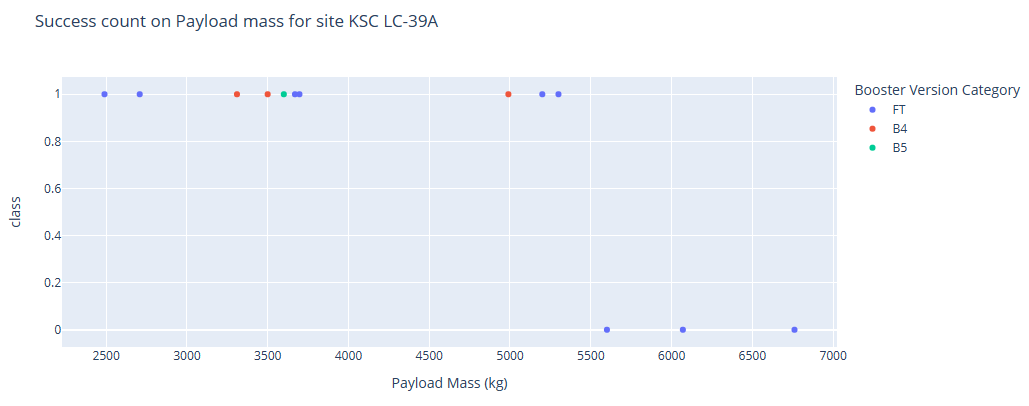 Success count on Payload mass for site KSC LC-39A
Booster Version Category
FT
B4
B5
class
1
0.8
0.6
0.4
0.2
0
2500 3000 3500 4000 4500 5000 5500 6000 6500 7000
Payload Mass (kg)